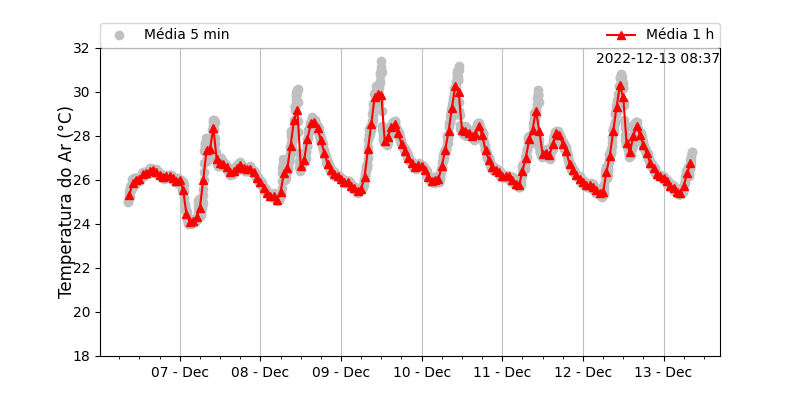 Média 5 min
Média 1 h
2022-12-13 08:37
Temperatura do Ar (°C)
32
30
28
26
24
22
20
18
07 - Dec
08 - Dec
09 - Dec
10 - Dec
11 - Dec
12 - Dec
13 - Dec